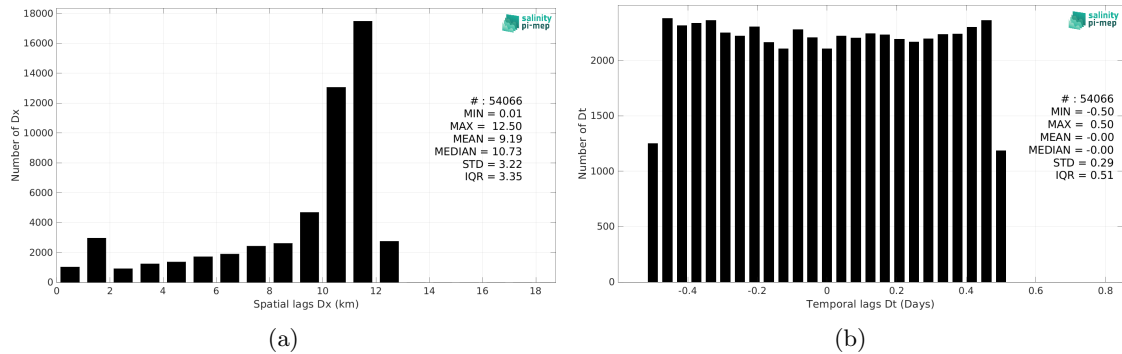 18000
16000
14000
12000
10000
8000
6000
4000
2000
0
Number of Dx
salinity
pi-mep
# : 54066
MIN = 0.01
MAX = 12.50
MEAN = 9.19
MEDIAN = 10.73
STD = 3.22
IQR = 3.35
0 2 4 6 8 10 12 14 16 18
Spatial lags Dx (km)
(a)
2000
1500
1000
500
0
Number of Dt
salinity
pi-mep
# : 54066
MIN = -0.50
MAX = 0.50
MEAN = -0.00
MEDIAN = -0.00
STD = 0.29
IQR = 0.51
-0.4 -0.2 0 0.2 0.4 0.6 0.8
Temporal lags Dt (Days)
(b)